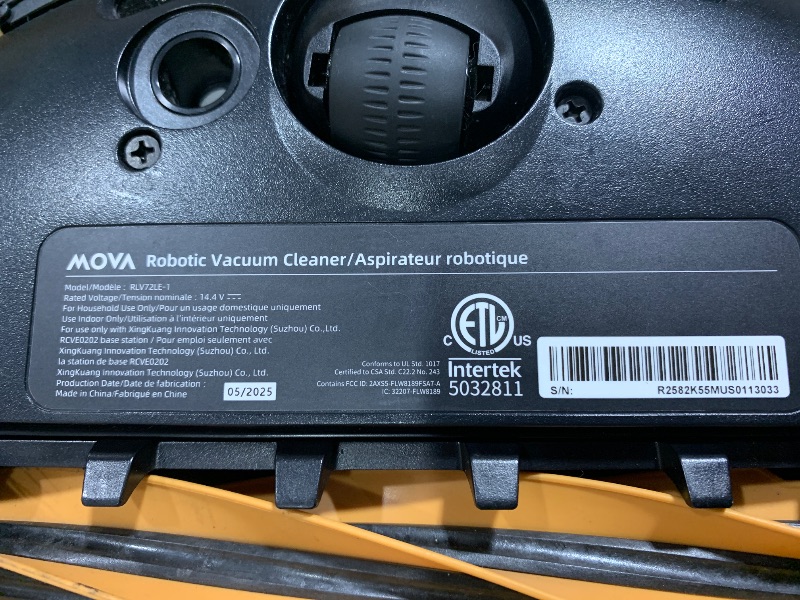 MOVA Robotic Vacuum Cleaner/Aspirateur robotique
Model/Modèle : RLV72LE-1
Rated Voltage/Tension nominale : 14.4 V ⎓
For Household Use Only/Pour un usage domestique uniquement
Use Indoor Only/Utilisation à l'intérieur uniquement
For use only with XingKuang Innovation Technology (Suzhou) Co.,Ltd.
RCVE0202 base station / Pour emploi seulement avec
XingKuang Innovation Technology (Suzhou) Co., Ltd.
la station de base RCVE0202
XingKuang Innovation Technology (Suzhou) Co., Ltd.
Production Date/Date de fabrication :
Made in China/Fabriqué en Chine
05/2025
Conforms to UL Std. 1017
Certified to CSA Std. C22.2 No. 243
Contains FCC ID: 2AX55-FLW8189FSAT-A
IC: 32207-FLW8189
C ETL CM US
LISTED
Intertek
5032811
S/N: R2582K55MUS0113033